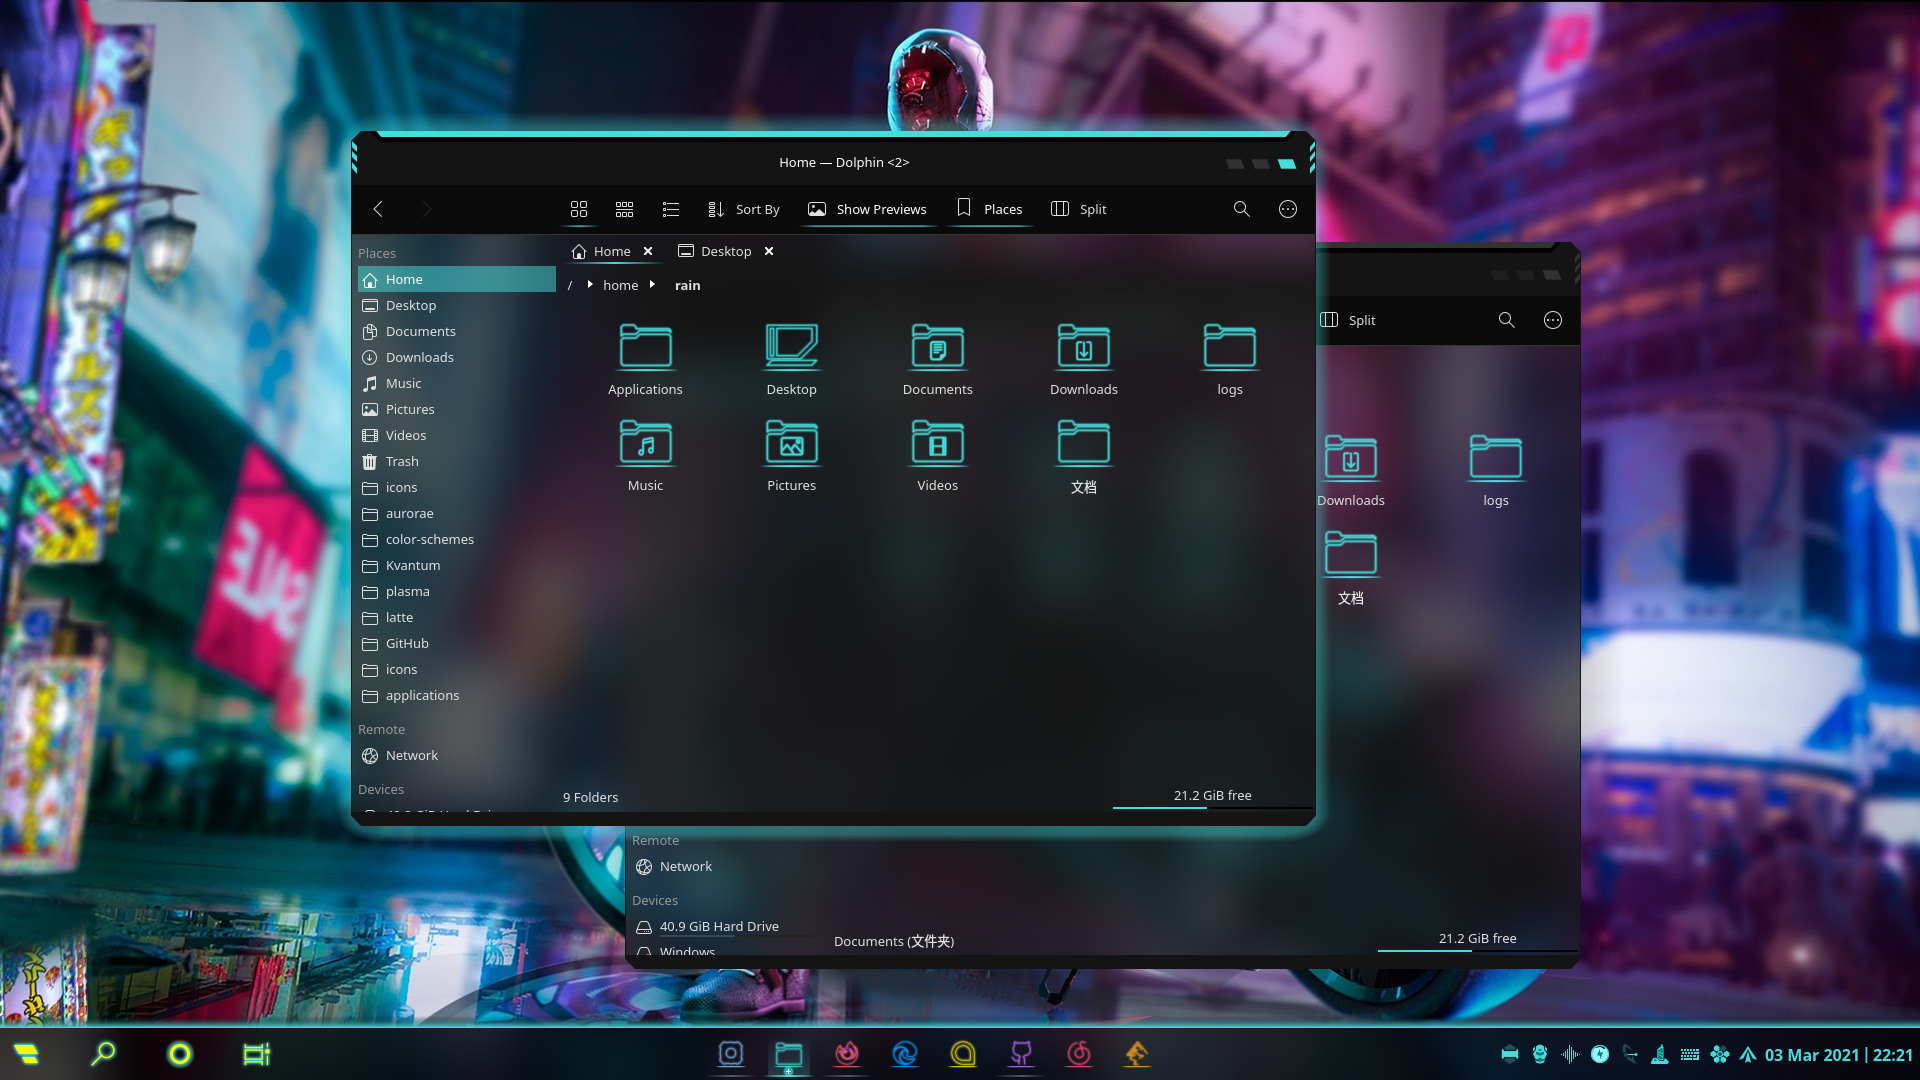 Home — Dolphin <2>
Sort By
Show Previews
Places
Split
Places
Home
Desktop
Documents
Downloads
Music
Pictures
Videos
Trash
icons
aurorae
color-schemes
Kvantum
plasma
latte
GitHub
icons
applications
Remote
Network
Devices
Home
Desktop
/ home rain
Applications
Desktop
Documents
Downloads
logs
Music
Pictures
Videos
文档
9 Folders
21.2 GiB free
Split
Downloads
logs
文档
Remote
Network
Devices
40.9 GiB Hard Drive
Windows
Documents (文件夹)
21.2 GiB free
SALE
03 Mar 2021 | 22:21